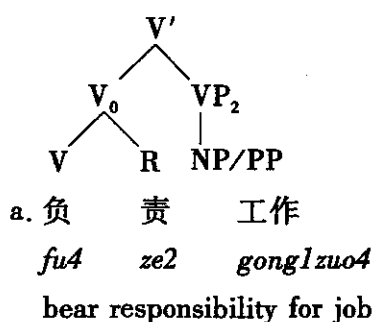 V′
V₀ VP₂
V R NP/PP
a. 负 责 工作
fu4 ze2 gong1zuo4
bear responsibility for job